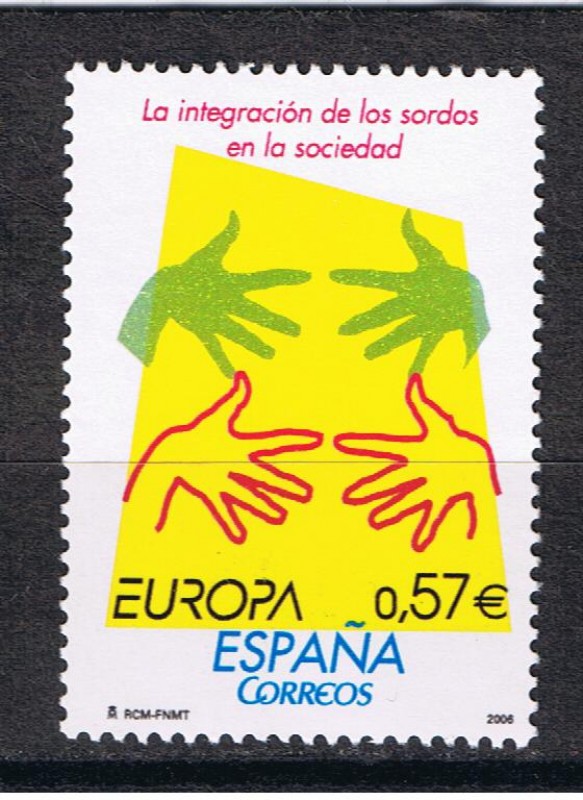 La integración de los sordos
en la sociedad
EUROPA 0,57€
ESPAÑA
CORREOS
RCM-FNMT 2006